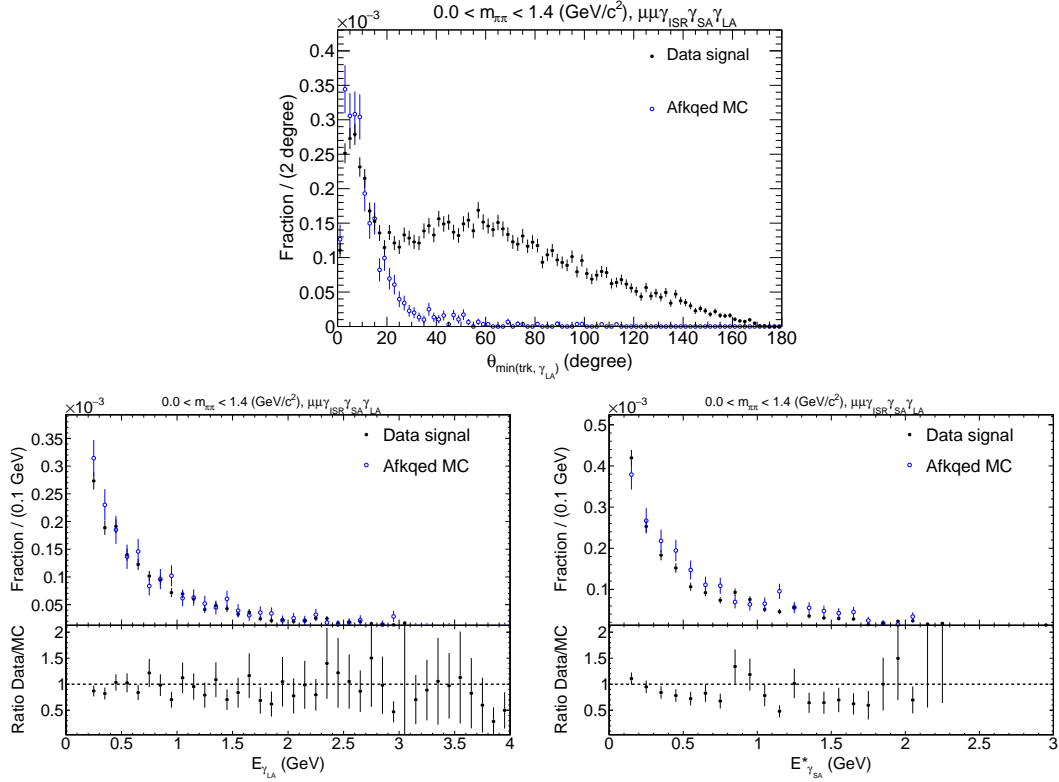 ×10⁻³ 0.0 < m_ππ < 1.4 (GeV/c²), μμγ_ISR γ_SA γ_LA
0.4
0.35
0.3
0.25
0.2
0.15
0.1
0.05
0
Fraction / (2 degree)
Data signal
Afkqed MC
0 20 40 60 80 100 120 140 160 180
θ_min(trk, γ_LA) (degree)
×10⁻³ 0.0 < m_ππ < 1.4 (GeV/c²), μμγ_ISR γ_SA γ_LA
0.35
0.3
0.25
0.2
0.15
0.1
0.05
Fraction / (0.1 GeV)
Data signal
Afkqed MC
2
1.5
1.0
0.5
Ratio Data/MC
0 0.5 1 1.5 2 2.5 3 3.5 4
E_γ_LA (GeV)
×10⁻³ 0.0 < m_ππ < 1.4 (GeV/c²), μμγ_ISR γ_SA γ_LA
0.5
0.4
0.3
0.2
0.1
Fraction / (0.1 GeV)
Data signal
Afkqed MC
2
1.5
1.0
0.5
Ratio Data/MC
0 0.5 1 1.5 2 2.5 3
E*_γ_SA (GeV)